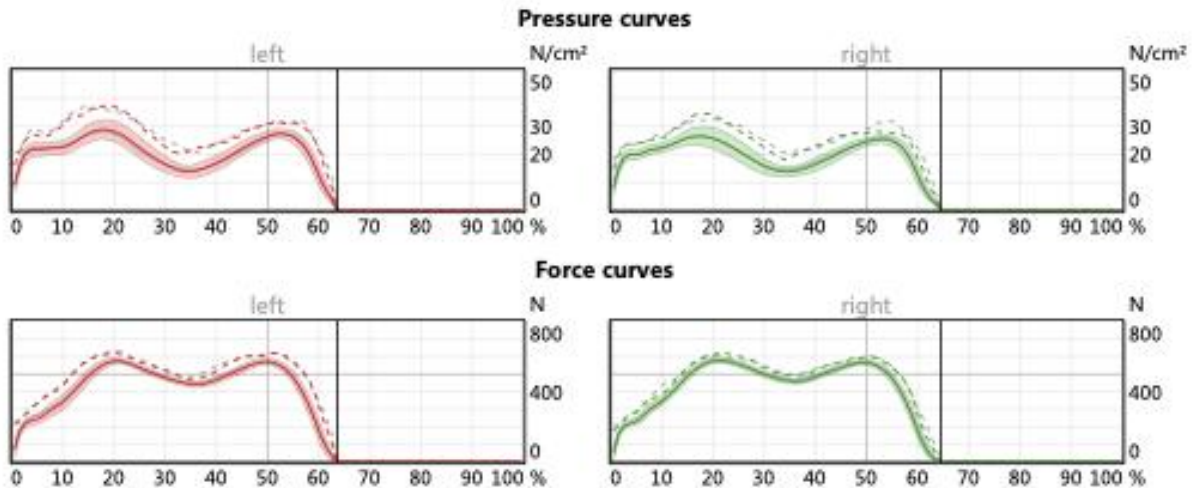 Pressure curves
left N/cm² right N/cm²
50 50
30 30
20 20
0 0
0 10 20 30 40 50 60 70 80 90 100 % 0 10 20 30 40 50 60 70 80 90 100 %
Force curves
left N right N
800 800
400 400
0 0
0 10 20 30 40 50 60 70 80 90 100 % 0 10 20 30 40 50 60 70 80 90 100 %